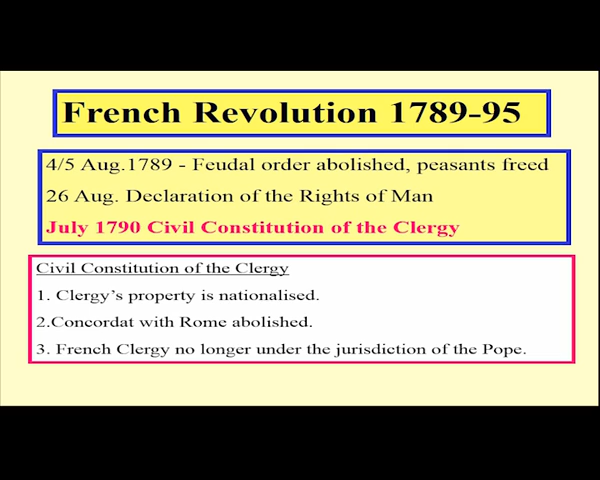 French Revolution 1789-95
4/5 Aug.1789 - Feudal order abolished, peasants freed
26 Aug. Declaration of the Rights of Man
July 1790 Civil Constitution of the Clergy
Civil Constitution of the Clergy
1. Clergy's property is nationalised.
2.Concordat with Rome abolished.
3. French Clergy no longer under the jurisdiction of the Pope.